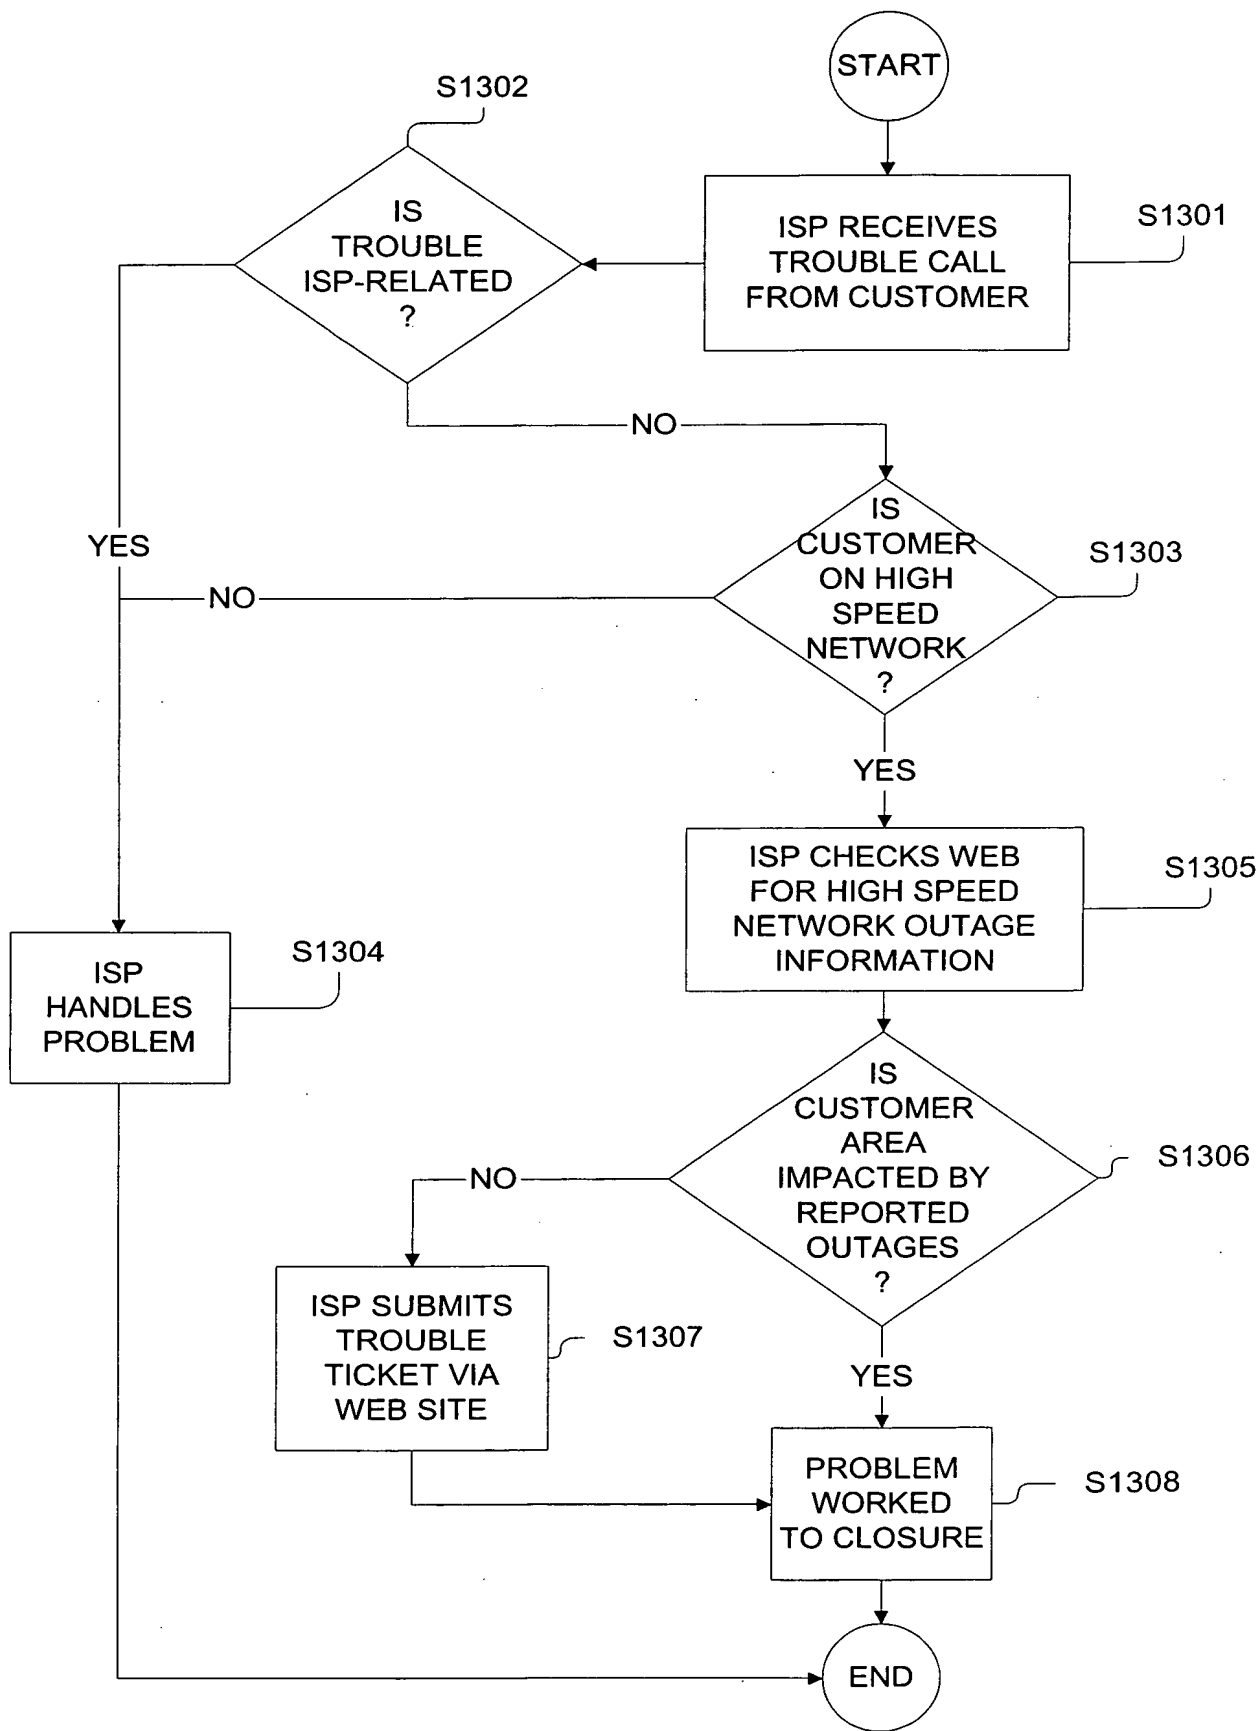 START
S1302
IS
TROUBLE
ISP-RELATED
?
ISP RECEIVES
TROUBLE CALL
FROM CUSTOMER
S1301
NO
YES
IS
CUSTOMER
ON HIGH
SPEED
NETWORK
?
S1303
NO
YES
ISP CHECKS WEB
FOR HIGH SPEED
NETWORK OUTAGE
INFORMATION
S1305
ISP
HANDLES
PROBLEM
S1304
IS
CUSTOMER
AREA
IMPACTED BY
REPORTED
OUTAGES
?
S1306
NO
ISP SUBMITS
TROUBLE
TICKET VIA
WEB SITE
S1307
YES
PROBLEM
WORKED
TO CLOSURE
S1308
END